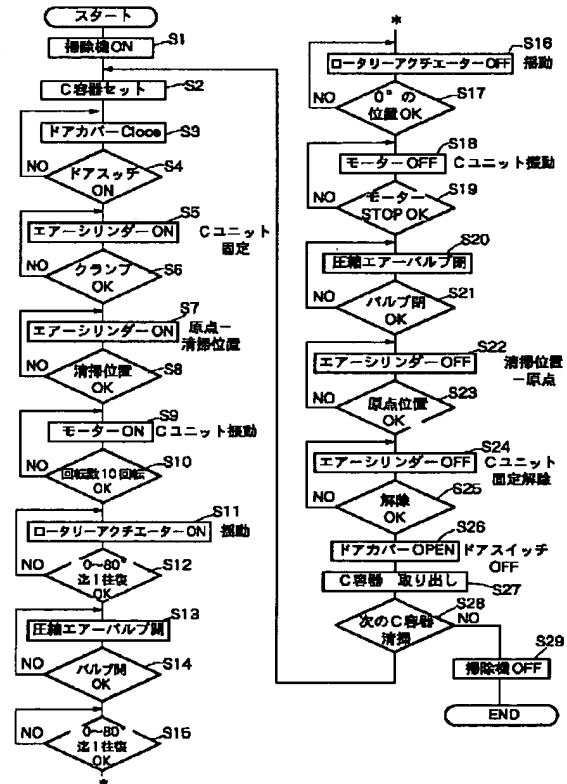 スタート
掃除機ON
S1
C容器セット
S2
ドアカバーClose
S3
ドアスッチ
ON
S4
NO
エアーシリンダーON
S5
Cユニット
固定
クランプ
OK
S6
NO
エアーシリンダーON
S7
原点-
清掃位置
清掃位置
OK
S8
NO
モーターON
S9
Cユニット振動
回転数10回転
OK
S10
NO
ロータリーアクチエーターON
S11
揺動
0~80°
迄1往復
OK
S12
NO
圧縮エアーバルブ開
S13
バルブ開
OK
S14
NO
0~80°
迄1往復
OK
S15
NO
*
*
ロータリーアクチエーターOFF
S16
揺動
0°の
位置OK
S17
NO
モーターOFF
S18
Cユニット振動
モーター
STOP OK
S19
NO
圧縮エアーバルブ閉
S20
バルブ閉
OK
S21
NO
エアーシリンダーOFF
S22
清掃位置
-原点
原点位置
OK
S23
NO
エアーシリンダーOFF
S24
Cユニット
固定解除
解除
OK
S25
NO
ドアカバーOPEN
S26
ドアスイッチ
OFF
C容器 取り出し
S27
次のC容器
清掃
S28
NO
掃除機OFF
S29
END